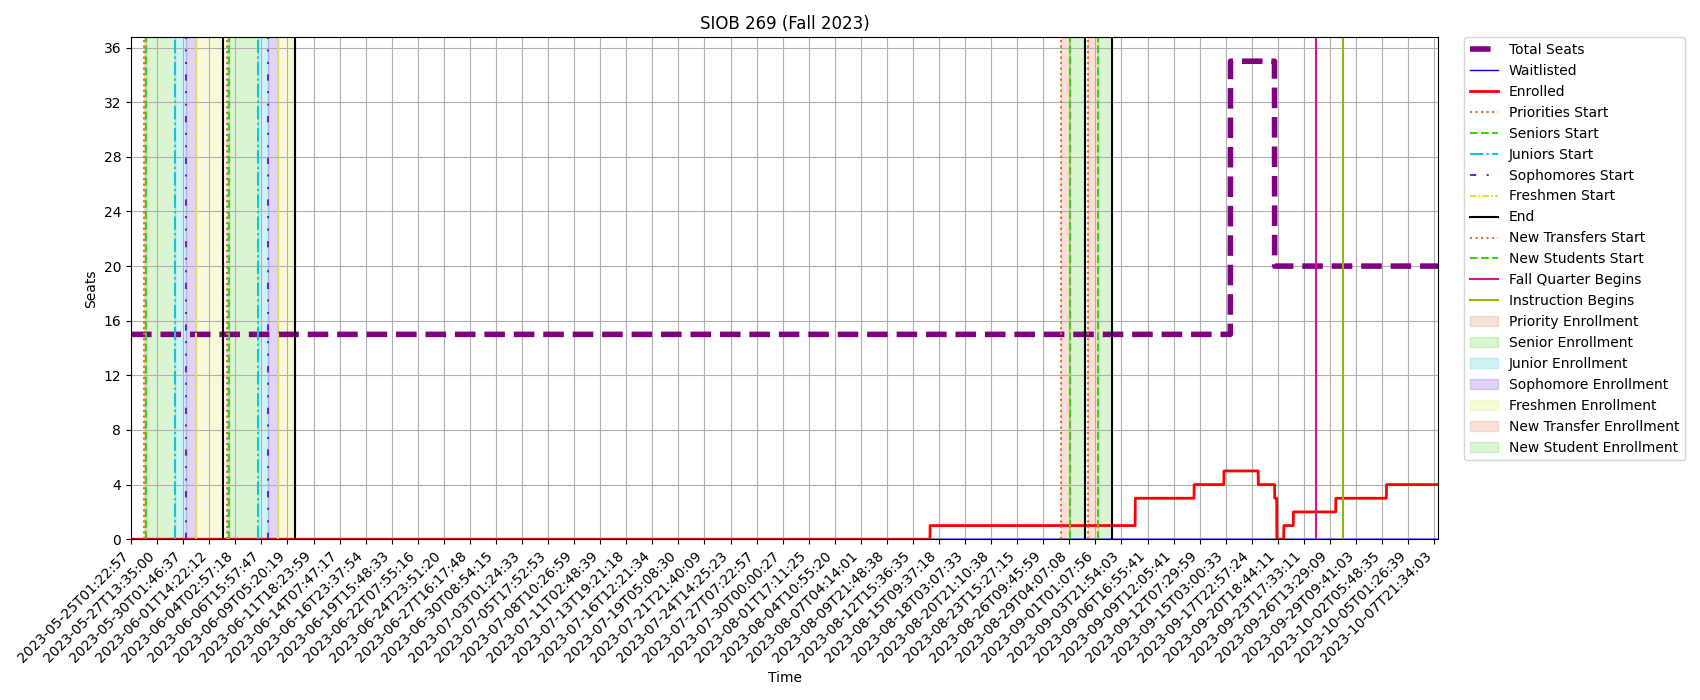 SIOB 269 (Fall 2023)
Seats
36
32
28
24
20
16
12
8
4
0
2023-05-25T01:22:57
2023-05-27T13:35:00
2023-05-30T01:46:37
2023-06-01T14:22:12
2023-06-04T02:57:18
2023-06-06T15:57:47
2023-06-09T05:20:19
2023-06-11T18:23:59
2023-06-14T07:47:17
2023-06-16T23:37:54
2023-06-19T15:48:33
2023-06-22T07:55:16
2023-06-24T23:51:20
2023-06-27T16:17:48
2023-06-30T08:54:15
2023-07-03T01:24:33
2023-07-05T17:52:53
2023-07-08T10:26:59
2023-07-11T02:48:39
2023-07-13T19:21:18
2023-07-16T12:21:34
2023-07-19T05:08:30
2023-07-21T21:40:09
2023-07-24T14:25:23
2023-07-27T07:22:57
2023-07-30T00:00:27
2023-08-01T17:11:25
2023-08-04T10:55:20
2023-08-07T04:14:01
2023-08-09T21:48:38
2023-08-12T15:36:35
2023-08-15T09:37:18
2023-08-18T03:07:33
2023-08-20T21:10:38
2023-08-23T15:27:15
2023-08-26T09:45:59
2023-08-29T04:07:08
2023-09-01T01:07:56
2023-09-03T21:54:03
2023-09-06T16:55:41
2023-09-09T12:05:41
2023-09-12T07:29:59
2023-09-15T03:00:33
2023-09-17T22:57:24
2023-09-20T18:44:11
2023-09-23T17:33:11
2023-09-26T13:29:09
2023-09-29T09:41:03
2023-10-02T05:48:35
2023-10-05T01:26:39
2023-10-07T21:34:03
Time
Total Seats
Waitlisted
Enrolled
Priorities Start
Seniors Start
Juniors Start
Sophomores Start
Freshmen Start
End
New Transfers Start
New Students Start
Fall Quarter Begins
Instruction Begins
Priority Enrollment
Senior Enrollment
Junior Enrollment
Sophomore Enrollment
Freshmen Enrollment
New Transfer Enrollment
New Student Enrollment